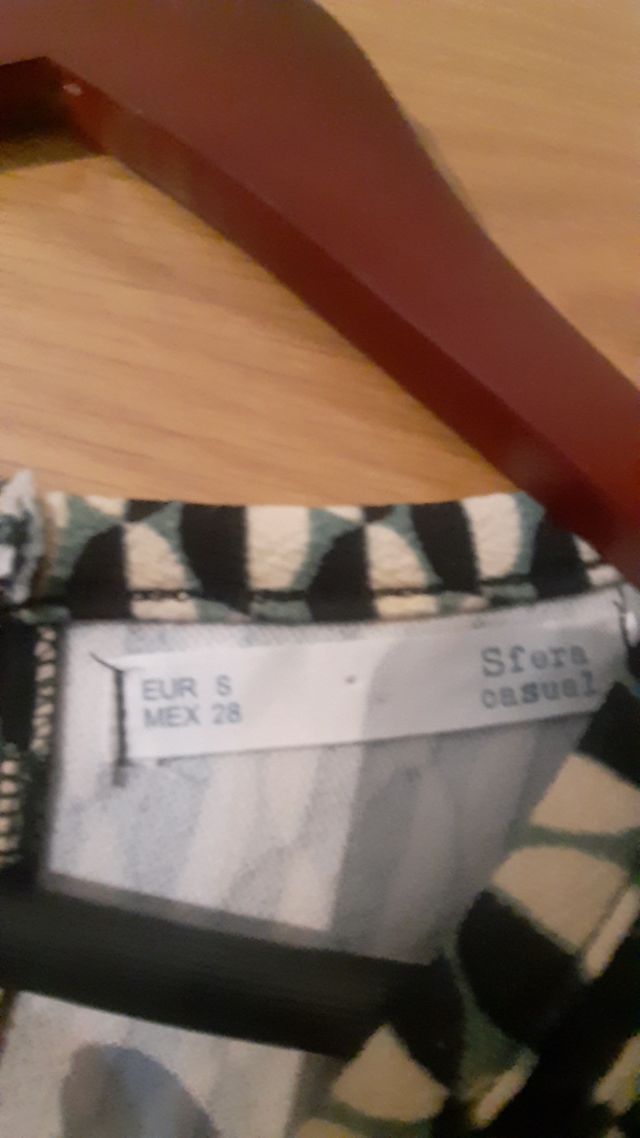 EUR S
MEX 28
Sfera
casual